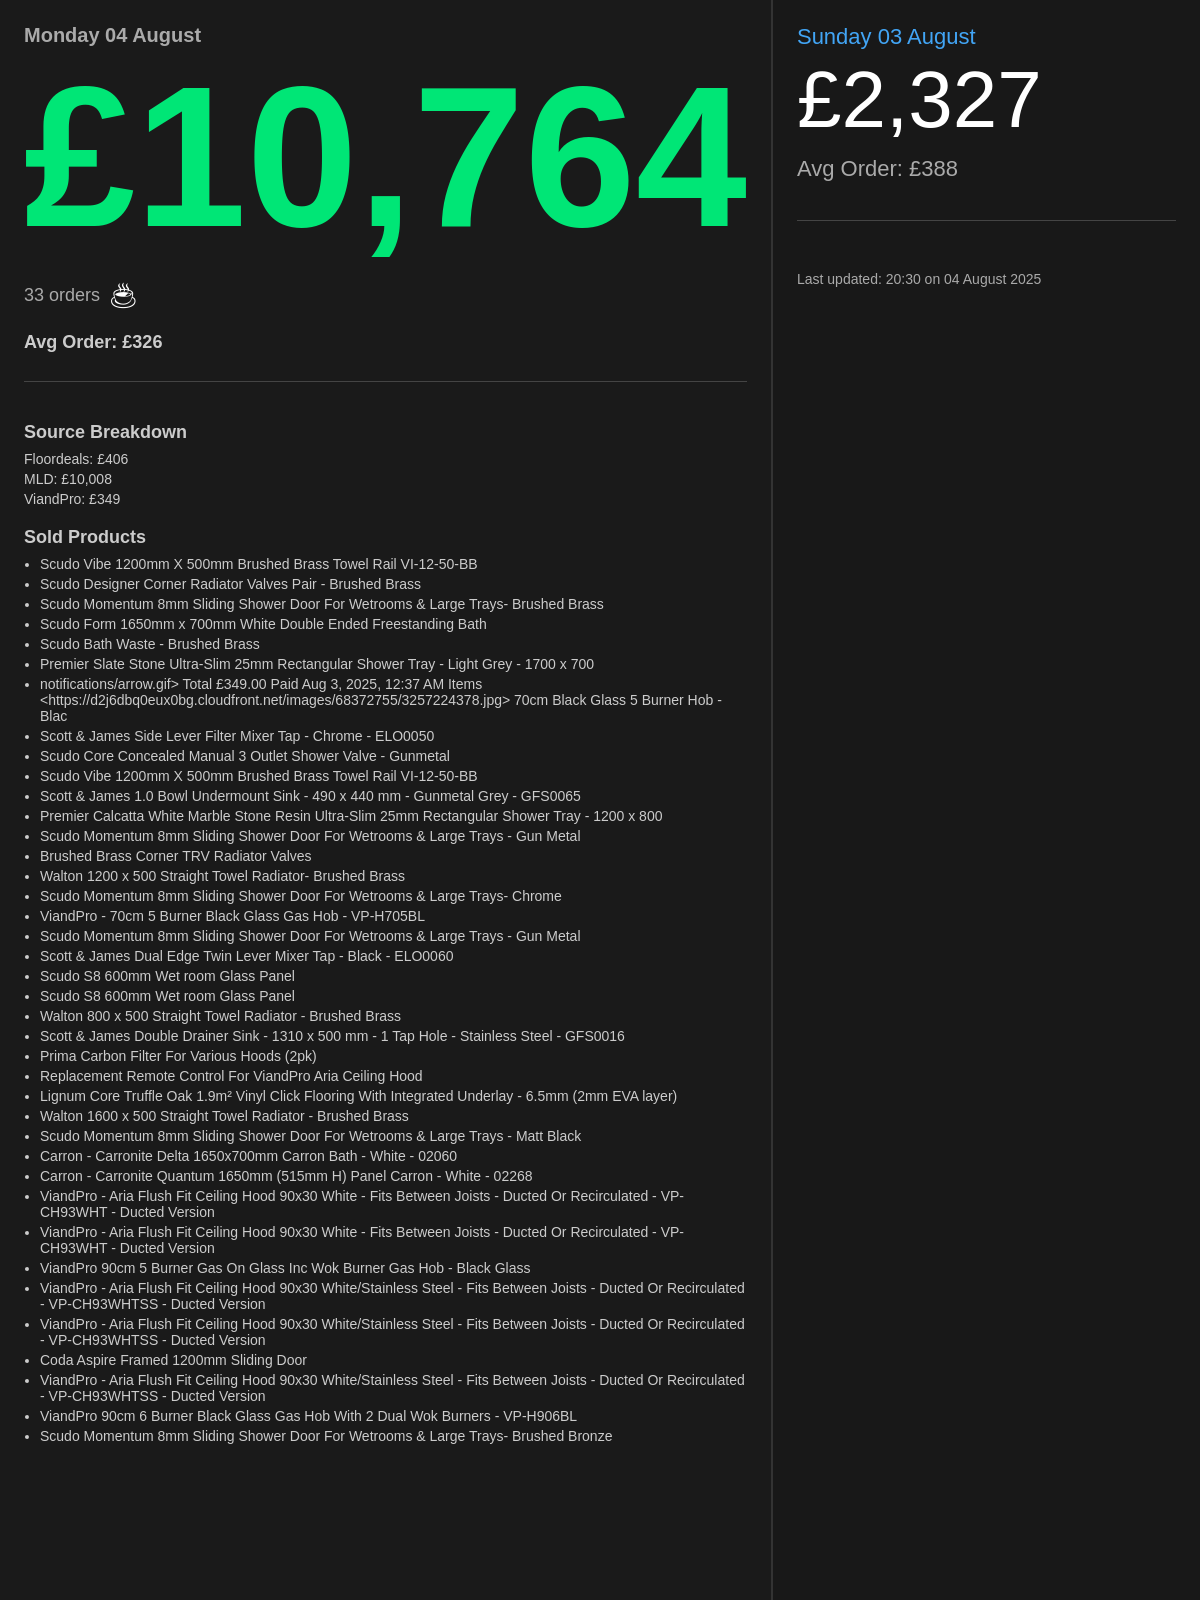 Monday 04 August
£10,764
33 orders ☕
Avg Order: £326
Source Breakdown
Floordeals: £406
MLD: £10,008
ViandPro: £349
Sold Products
• Scudo Vibe 1200mm X 500mm Brushed Brass Towel Rail VI-12-50-BB
• Scudo Designer Corner Radiator Valves Pair - Brushed Brass
• Scudo Momentum 8mm Sliding Shower Door For Wetrooms & Large Trays- Brushed Brass
• Scudo Form 1650mm x 700mm White Double Ended Freestanding Bath
• Scudo Bath Waste - Brushed Brass
• Premier Slate Stone Ultra-Slim 25mm Rectangular Shower Tray - Light Grey - 1700 x 700
• notifications/arrow.gif> Total £349.00 Paid Aug 3, 2025, 12:37 AM Items
<https://d2j6dbq0eux0bg.cloudfront.net/images/68372755/3257224378.jpg> 70cm Black Glass 5 Burner Hob -
Blac
• Scott & James Side Lever Filter Mixer Tap - Chrome - ELO0050
• Scudo Core Concealed Manual 3 Outlet Shower Valve - Gunmetal
• Scudo Vibe 1200mm X 500mm Brushed Brass Towel Rail VI-12-50-BB
• Scott & James 1.0 Bowl Undermount Sink - 490 x 440 mm - Gunmetal Grey - GFS0065
• Premier Calcatta White Marble Stone Resin Ultra-Slim 25mm Rectangular Shower Tray - 1200 x 800
• Scudo Momentum 8mm Sliding Shower Door For Wetrooms & Large Trays - Gun Metal
• Brushed Brass Corner TRV Radiator Valves
• Walton 1200 x 500 Straight Towel Radiator- Brushed Brass
• Scudo Momentum 8mm Sliding Shower Door For Wetrooms & Large Trays- Chrome
• ViandPro - 70cm 5 Burner Black Glass Gas Hob - VP-H705BL
• Scudo Momentum 8mm Sliding Shower Door For Wetrooms & Large Trays - Gun Metal
• Scott & James Dual Edge Twin Lever Mixer Tap - Black - ELO0060
• Scudo S8 600mm Wet room Glass Panel
• Scudo S8 600mm Wet room Glass Panel
• Walton 800 x 500 Straight Towel Radiator - Brushed Brass
• Scott & James Double Drainer Sink - 1310 x 500 mm - 1 Tap Hole - Stainless Steel - GFS0016
• Prima Carbon Filter For Various Hoods (2pk)
• Replacement Remote Control For ViandPro Aria Ceiling Hood
• Lignum Core Truffle Oak 1.9m² Vinyl Click Flooring With Integrated Underlay - 6.5mm (2mm EVA layer)
• Walton 1600 x 500 Straight Towel Radiator - Brushed Brass
• Scudo Momentum 8mm Sliding Shower Door For Wetrooms & Large Trays - Matt Black
• Carron - Carronite Delta 1650x700mm Carron Bath - White - 02060
• Carron - Carronite Quantum 1650mm (515mm H) Panel Carron - White - 02268
• ViandPro - Aria Flush Fit Ceiling Hood 90x30 White - Fits Between Joists - Ducted Or Recirculated - VP-
CH93WHT - Ducted Version
• ViandPro - Aria Flush Fit Ceiling Hood 90x30 White - Fits Between Joists - Ducted Or Recirculated - VP-
CH93WHT - Ducted Version
• ViandPro 90cm 5 Burner Gas On Glass Inc Wok Burner Gas Hob - Black Glass
• ViandPro - Aria Flush Fit Ceiling Hood 90x30 White/Stainless Steel - Fits Between Joists - Ducted Or Recirculated
- VP-CH93WHTSS - Ducted Version
• ViandPro - Aria Flush Fit Ceiling Hood 90x30 White/Stainless Steel - Fits Between Joists - Ducted Or Recirculated
- VP-CH93WHTSS - Ducted Version
• Coda Aspire Framed 1200mm Sliding Door
• ViandPro - Aria Flush Fit Ceiling Hood 90x30 White/Stainless Steel - Fits Between Joists - Ducted Or Recirculated
- VP-CH93WHTSS - Ducted Version
• ViandPro 90cm 6 Burner Black Glass Gas Hob With 2 Dual Wok Burners - VP-H906BL
• Scudo Momentum 8mm Sliding Shower Door For Wetrooms & Large Trays- Brushed Bronze
Sunday 03 August
£2,327
Avg Order: £388
Last updated: 20:30 on 04 August 2025